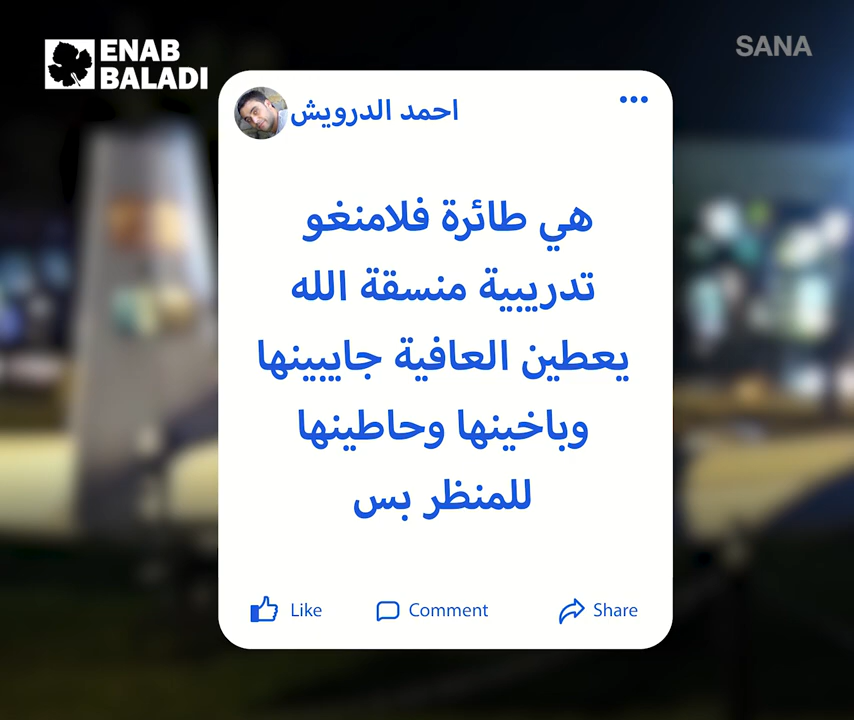 ENAB
BALADI
SANA
احمد الدرويش
هي طائرة فلامنغو
تدريبية منسقة الله
يعطين العافية جايبينها
وباخينها وحاطينها
للمنظر بس
Like
Comment
Share